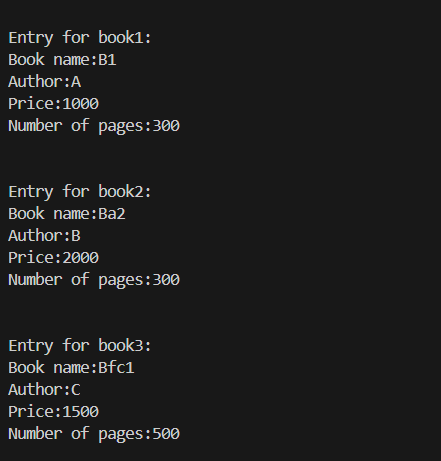 Entry for book1:
Book name:B1
Author:A
Price:1000
Number of pages:300
Entry for book2:
Book name:Ba2
Author:B
Price:2000
Number of pages:300
Entry for book3:
Book name:Bfc1
Author:C
Price:1500
Number of pages:500